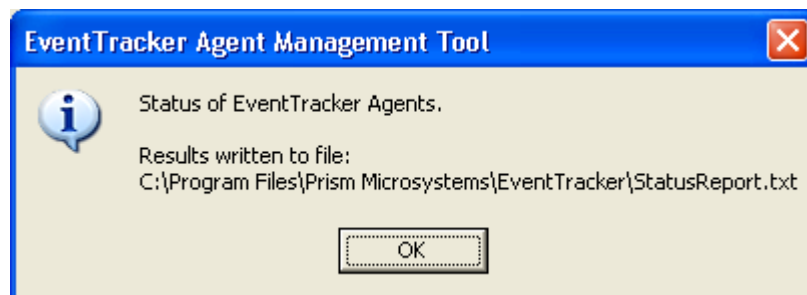 EventTracker Agent Management Tool
Status of EventTracker Agents.
Results written to file:
C:\Program Files\Prism Microsystems\EventTracker\StatusReport.txt
OK